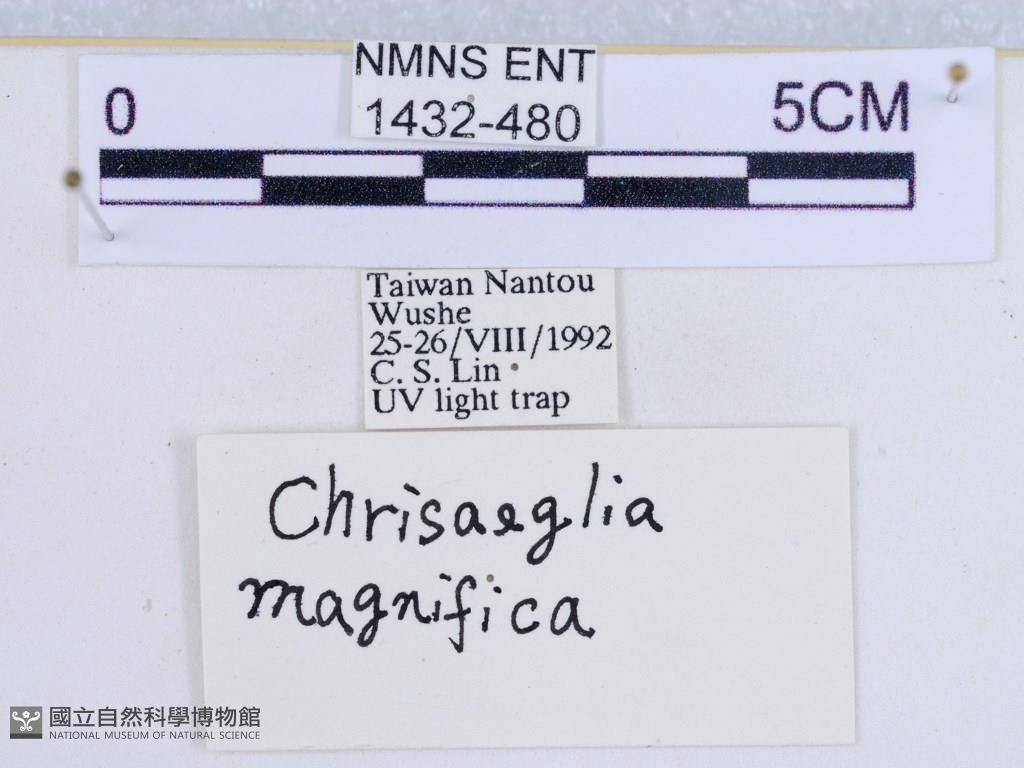 NMNS ENT
1432-480
0
5CM
Taiwan Nantou
Wushe
25-26/VIII/1992
C. S. Lin
UV light trap
Chrisaeglia
magnifica
國立自然科學博物館
NATIONAL MUSEUM OF NATURAL SCIENCE